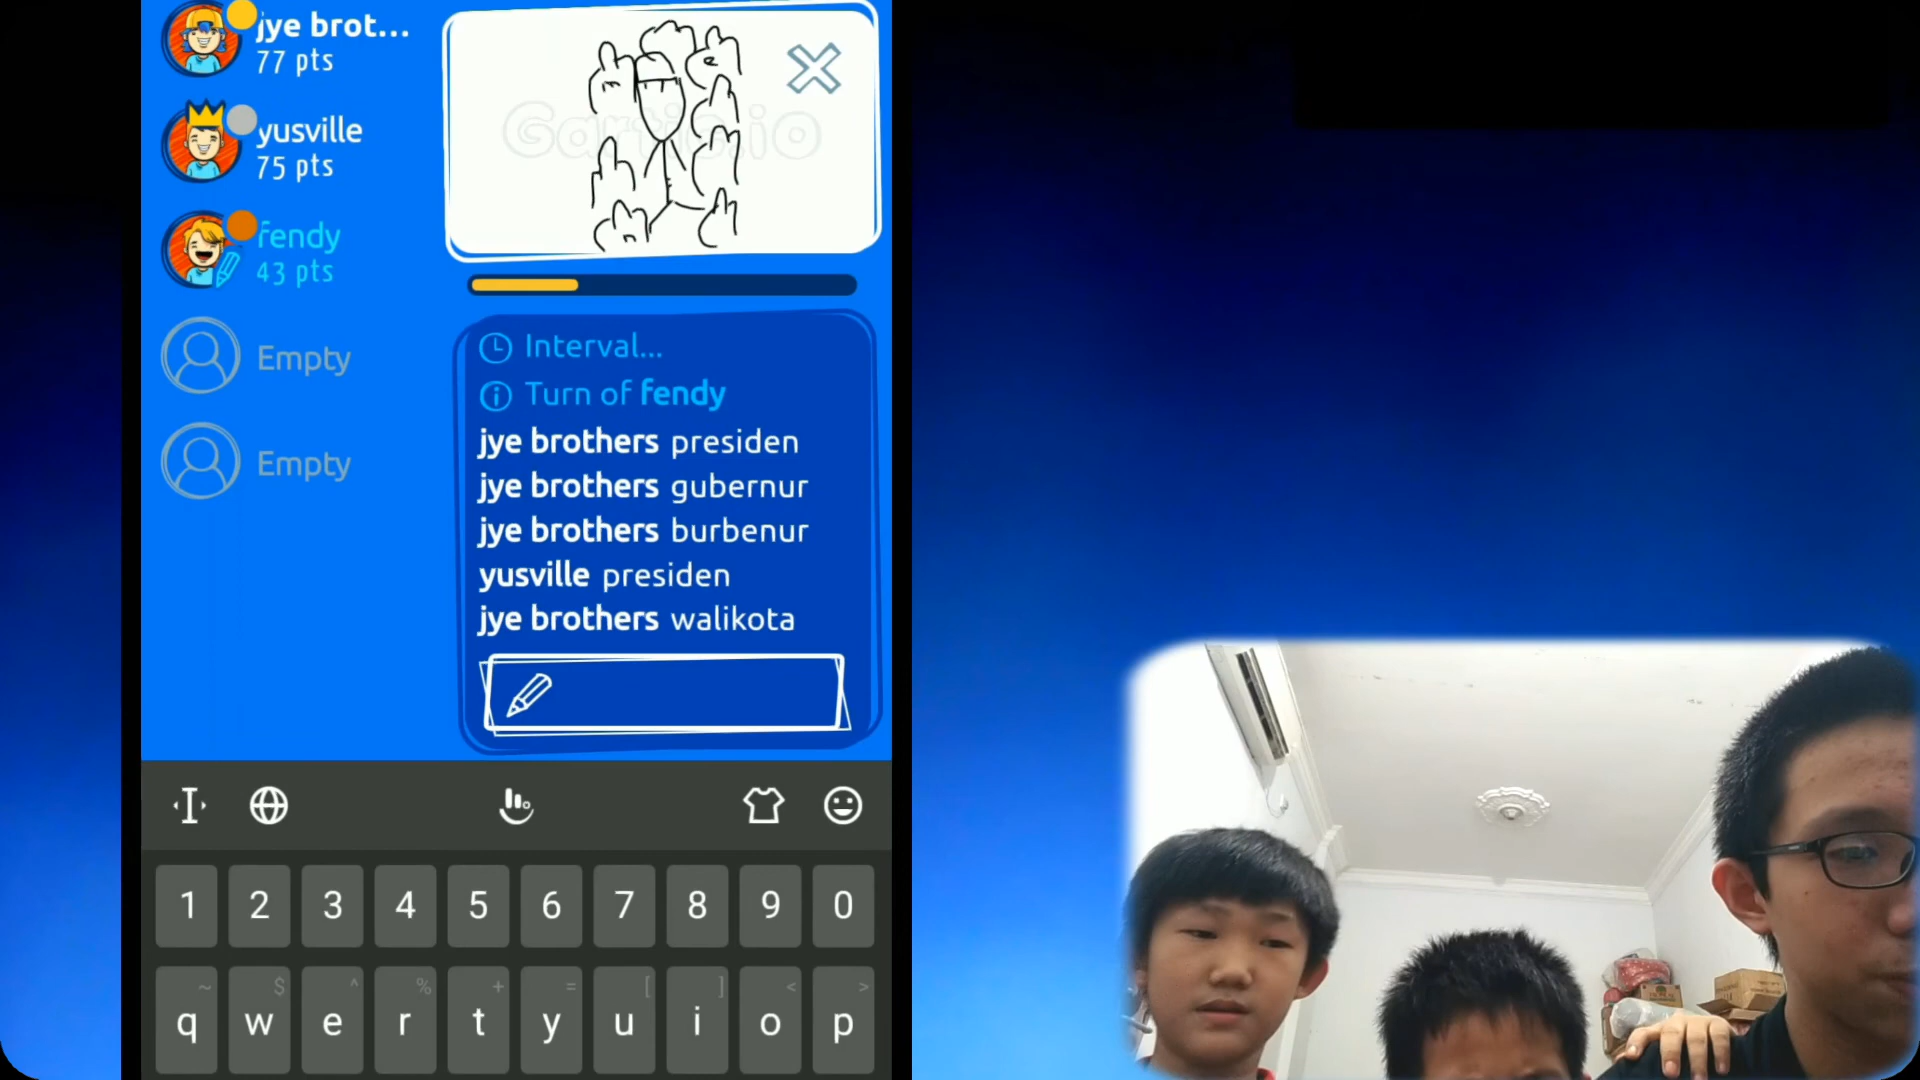 jye brot...
77 pts
yusville
75 pts
fendy
43 pts
Empty
Empty
Gartic.io
Interval...
Turn of fendy
jye brothers presiden
jye brothers gubernur
jye brothers burbenur
yusville presiden
jye brothers walikota
1 2 3 4 5 6 7 8 9 0
~ $ ^ % + = [ ] < >
q w e r t y u i o p